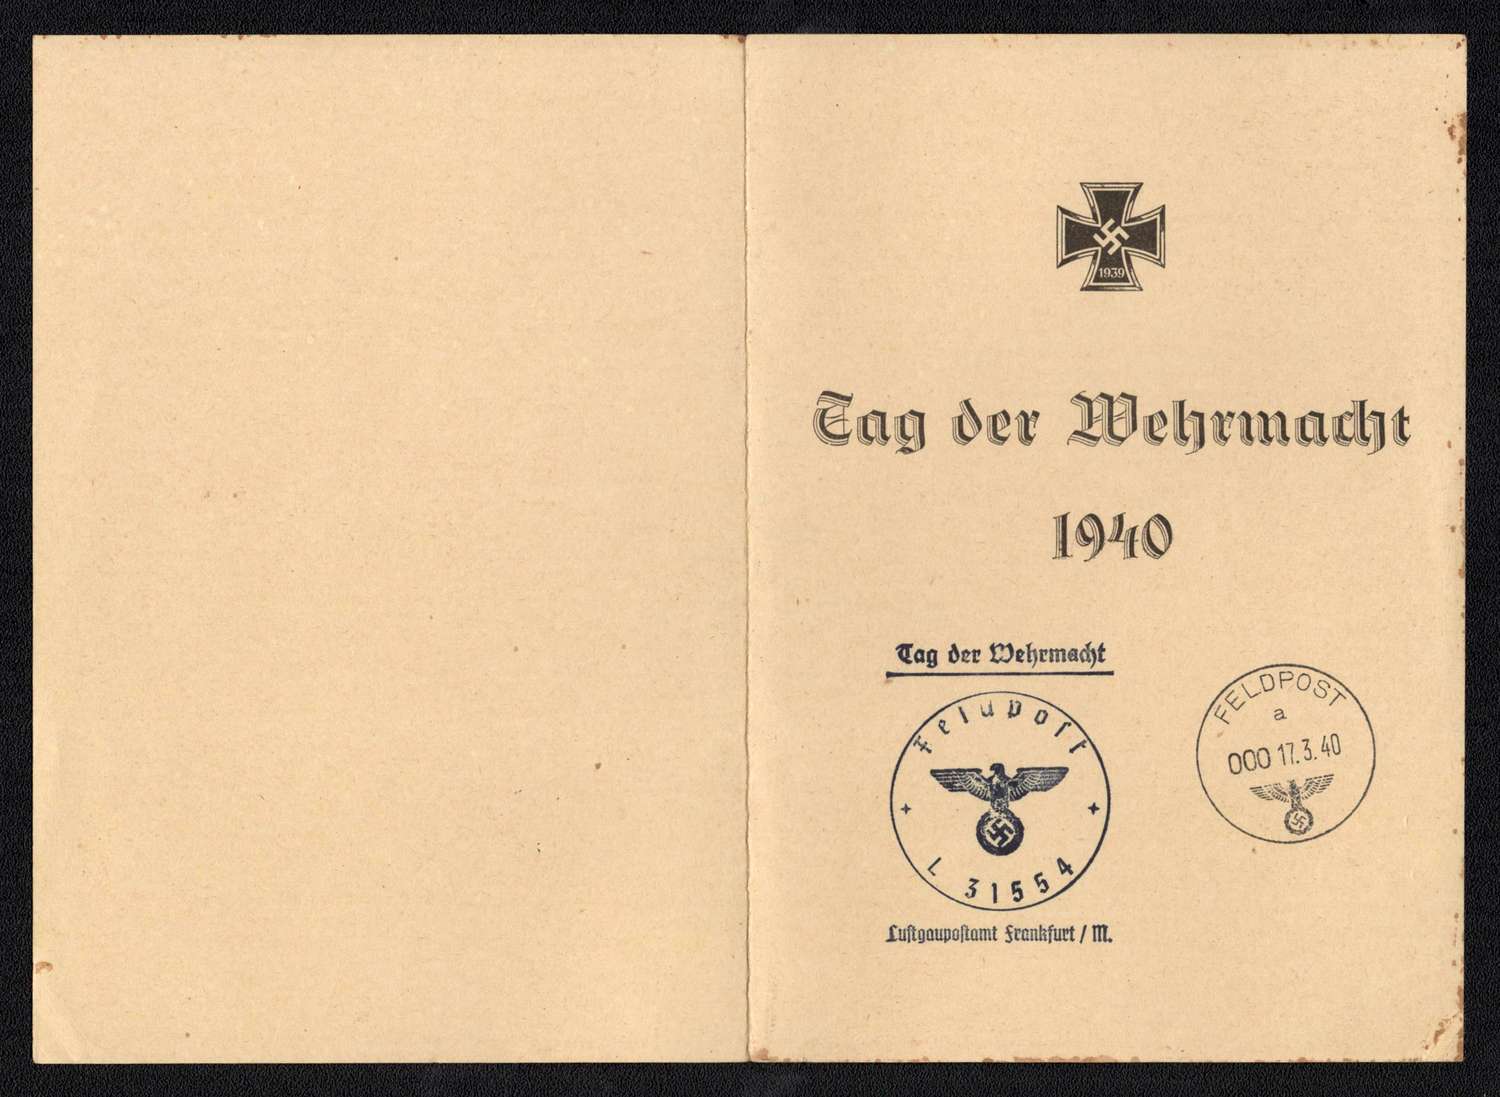 1939
Tag der Wehrmacht
1940
Tag der Wehrmacht
Feldpost
L 31554
Luftgaupostamt Frankfurt / M.
FELDPOST
a
000 17.3.40